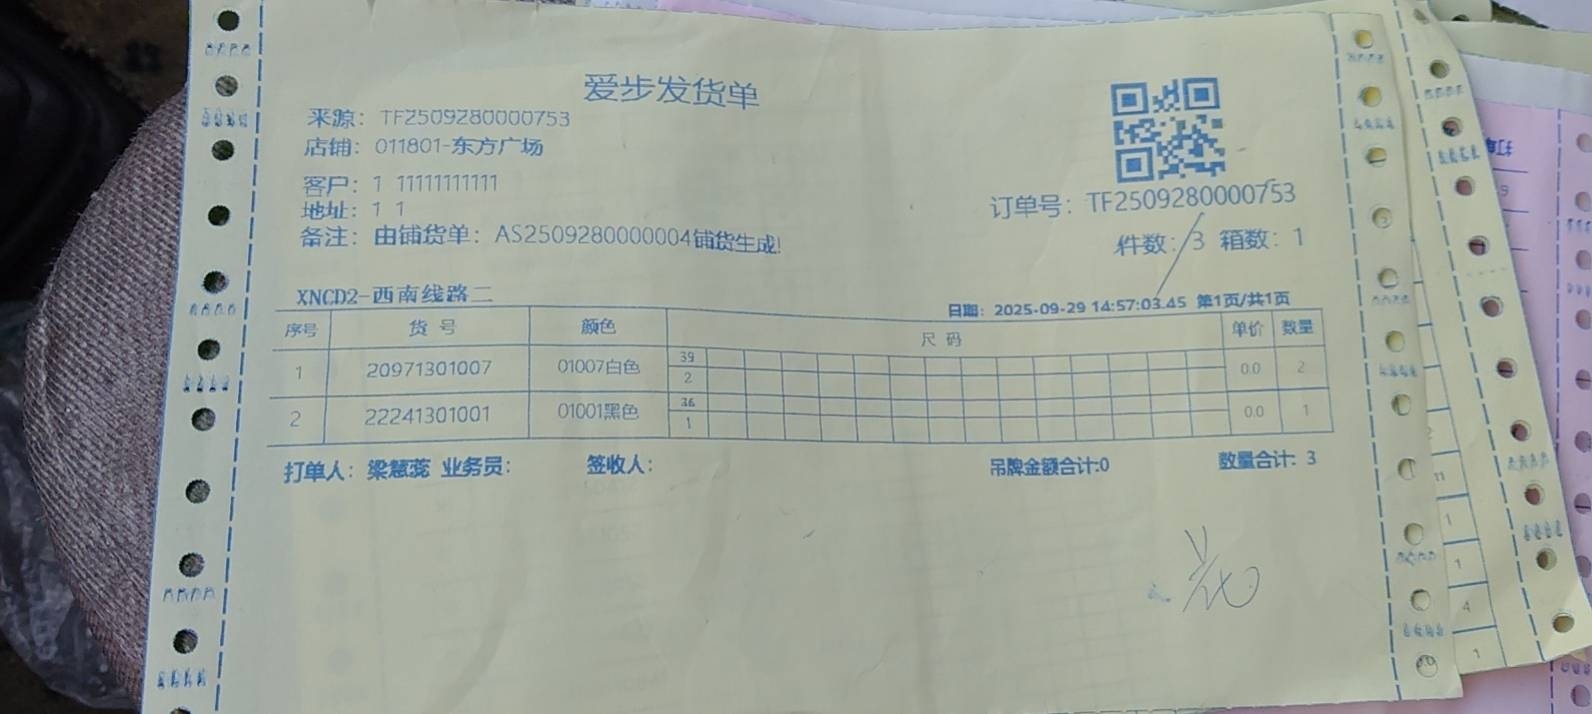 爱步发货单
来源：TF2509280000753
店铺：011801-东方广场
客户：1 11111111111
地址：1 1
备注：由铺货单：AS2509280000004铺货生成!
订单号：TF2509280000753
件数：3 箱数：1
XNCD2-西南线路二
日期：2025-09-29 14:57:03.45 第1页/共1页
序号 货号 颜色 尺码 单价 数量
39
1 20971301007 01007白色 0.0 2
2
36
2 22241301001 01001黑色 0.0 1
1
打单人：梁慧蕊 业务员： 签收人： 吊牌金额合计:0 数量合计: 3